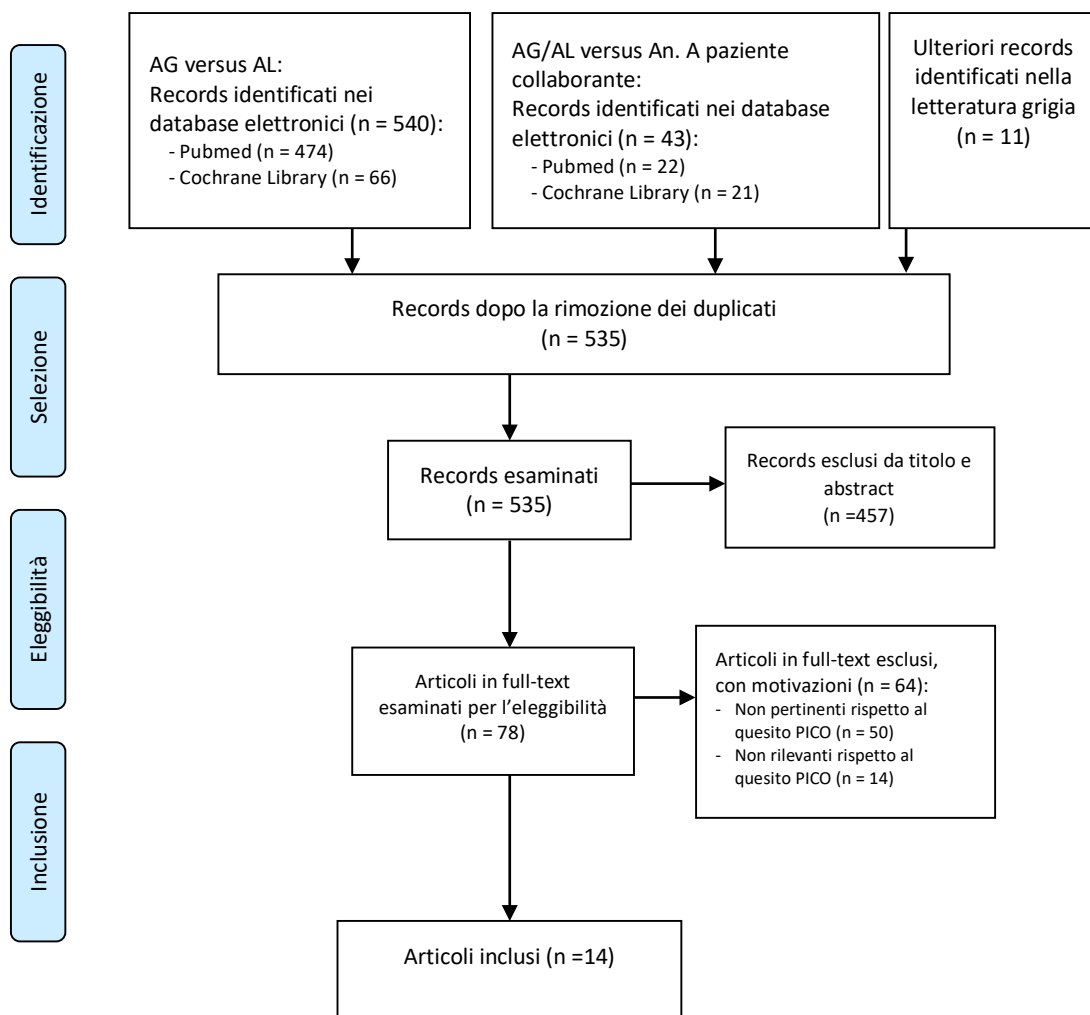 Identificazione
AG versus AL:
Records identificati nei
database elettronici (n = 540):
- Pubmed (n = 474)
- Cochrane Library (n = 66)
AG/AL versus An. A paziente
collaborante:
Records identificati nei database
elettronici (n = 43):
- Pubmed (n = 22)
- Cochrane Library (n = 21)
Ulteriori records
identificati nella
letteratura grigia
(n = 11)
Selezione
Records dopo la rimozione dei duplicati
(n = 535)
Records esaminati
(n = 535)
Records esclusi da titolo e
abstract
(n =457)
Eleggibilità
Articoli in full-text
esaminati per l'eleggibilità
(n = 78)
Articoli in full-text esclusi,
con motivazioni (n = 64):
- Non pertinenti rispetto al
quesito PICO (n = 50)
- Non rilevanti rispetto al
quesito PICO (n = 14)
Inclusione
Articoli inclusi (n =14)